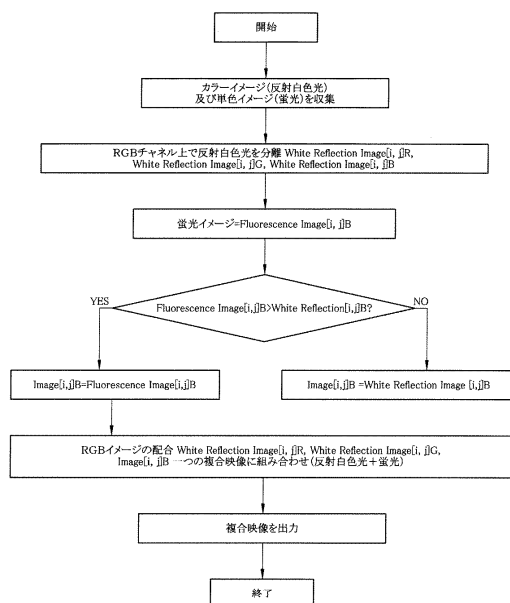 開始
カラーイメージ(反射白色光)
及び単色イメージ(蛍光)を収集
RGBチャネル上で反射白色光を分離 White Reflection Image[i, j]R,
White Reflection Image[i, j]G, White Reflection Image[i, j]B
蛍光イメージ=Fluorescence Image[i, j]B
Fluorescence Image[i,j]B>White Reflection[i,j]B?
YES
NO
Image[i,j]B=Fluorescence Image[i,j]B
Image[i,j]B =White Reflection Image [i,j]B
RGBイメージの配合 White Reflection Image[i, j]R, White Reflection Image[i, j]G,
Image[i, j]B 一つの複合映像に組み合わせ(反射白色光+蛍光)
複合映像を出力
終了